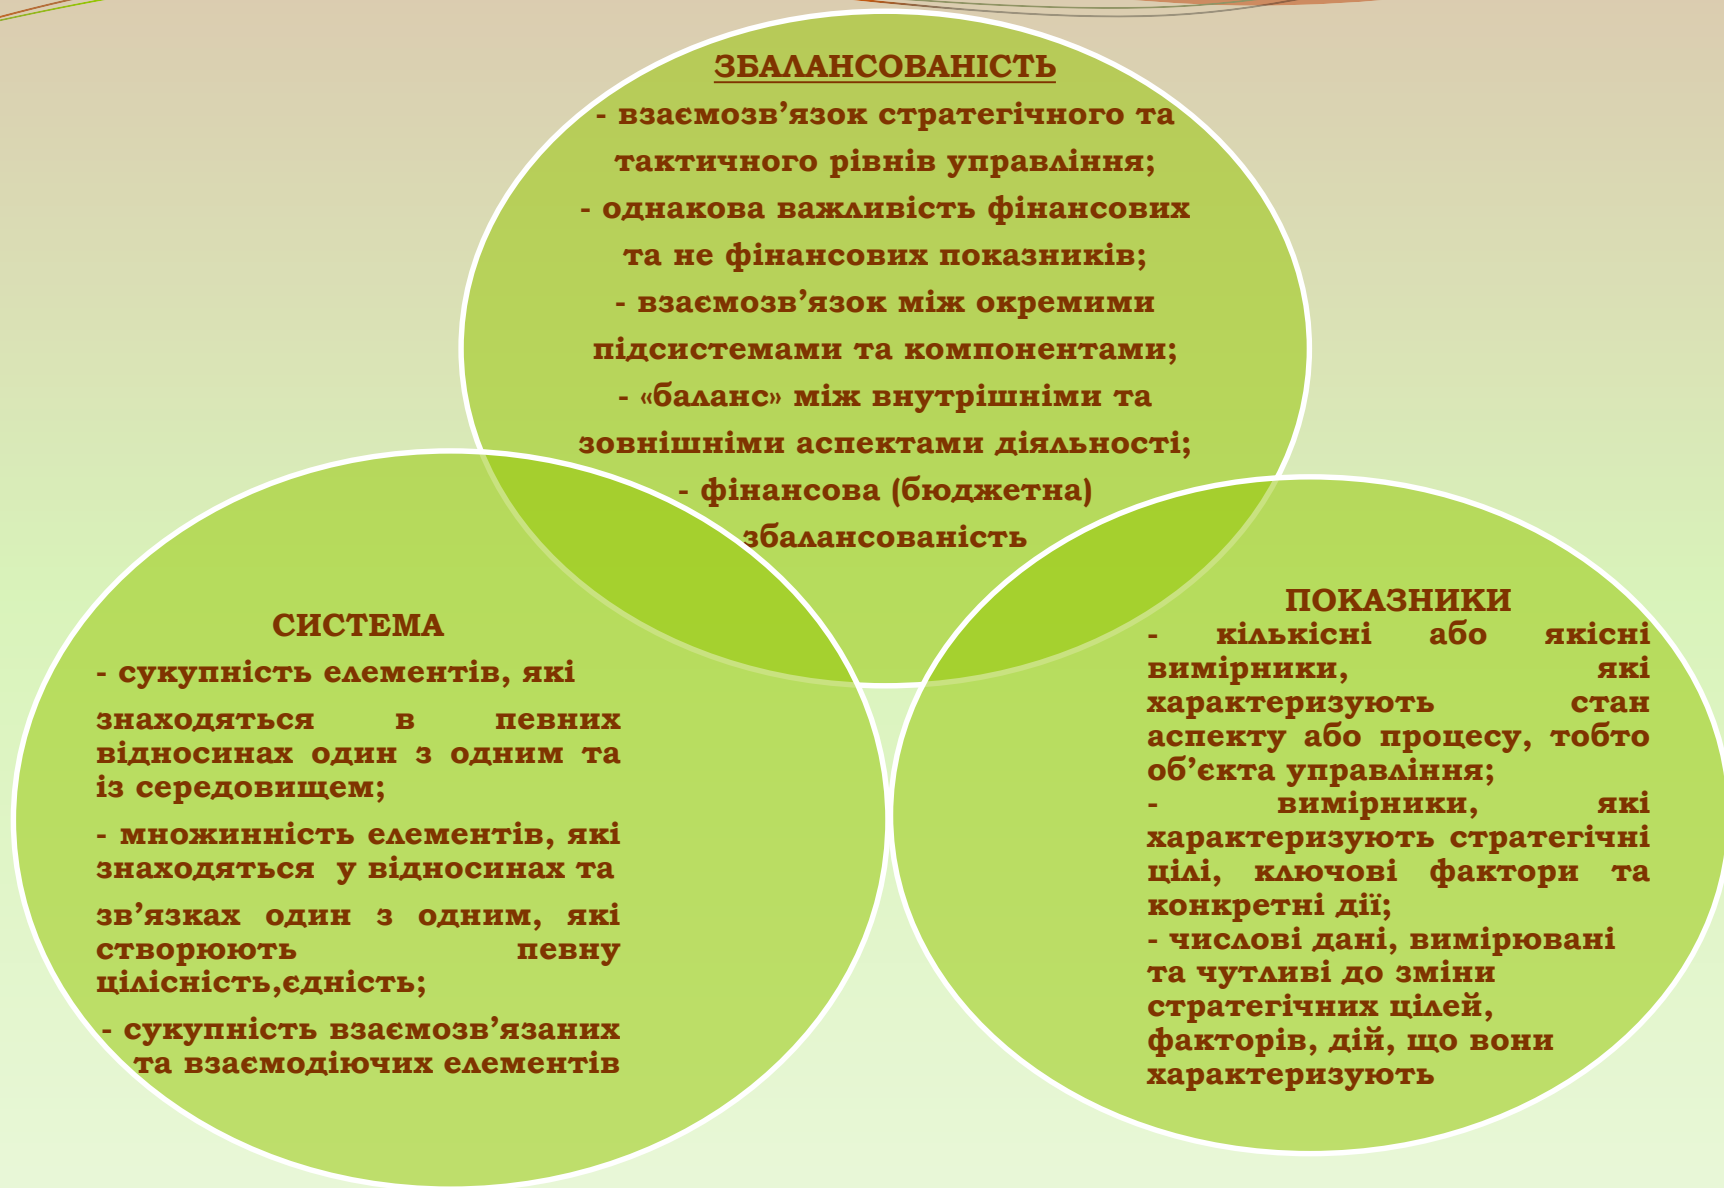 ЗБАЛАНСОВАНІСТЬ
- взаємозв’язок стратегічного та
тактичного рівнів управління;
- однакова важливість фінансових
та не фінансових показників;
- взаємозв’язок між окремими
підсистемами та компонентами;
- «баланс» між внутрішніми та
зовнішніми аспектами діяльності;
- фінансова (бюджетна)
збалансованість
СИСТЕМА
- сукупність елементів, які
знаходяться в певних
відносинах один з одним та
із середовищем;
- множинність елементів, які
знаходяться у відносинах та
зв’язках один з одним, які
створюють певну
цілісність,єдність;
- сукупність взаємозв’язаних
та взаємодіючих елементів
ПОКАЗНИКИ
- кількісні або якісні
вимірники, які
характеризують стан
аспекту або процесу, тобто
об’єкта управління;
- вимірники, які
характеризують стратегічні
цілі, ключові фактори та
конкретні дії;
- числові дані, вимірювані
та чутливі до зміни
стратегічних цілей,
факторів, дій, що вони
характеризують